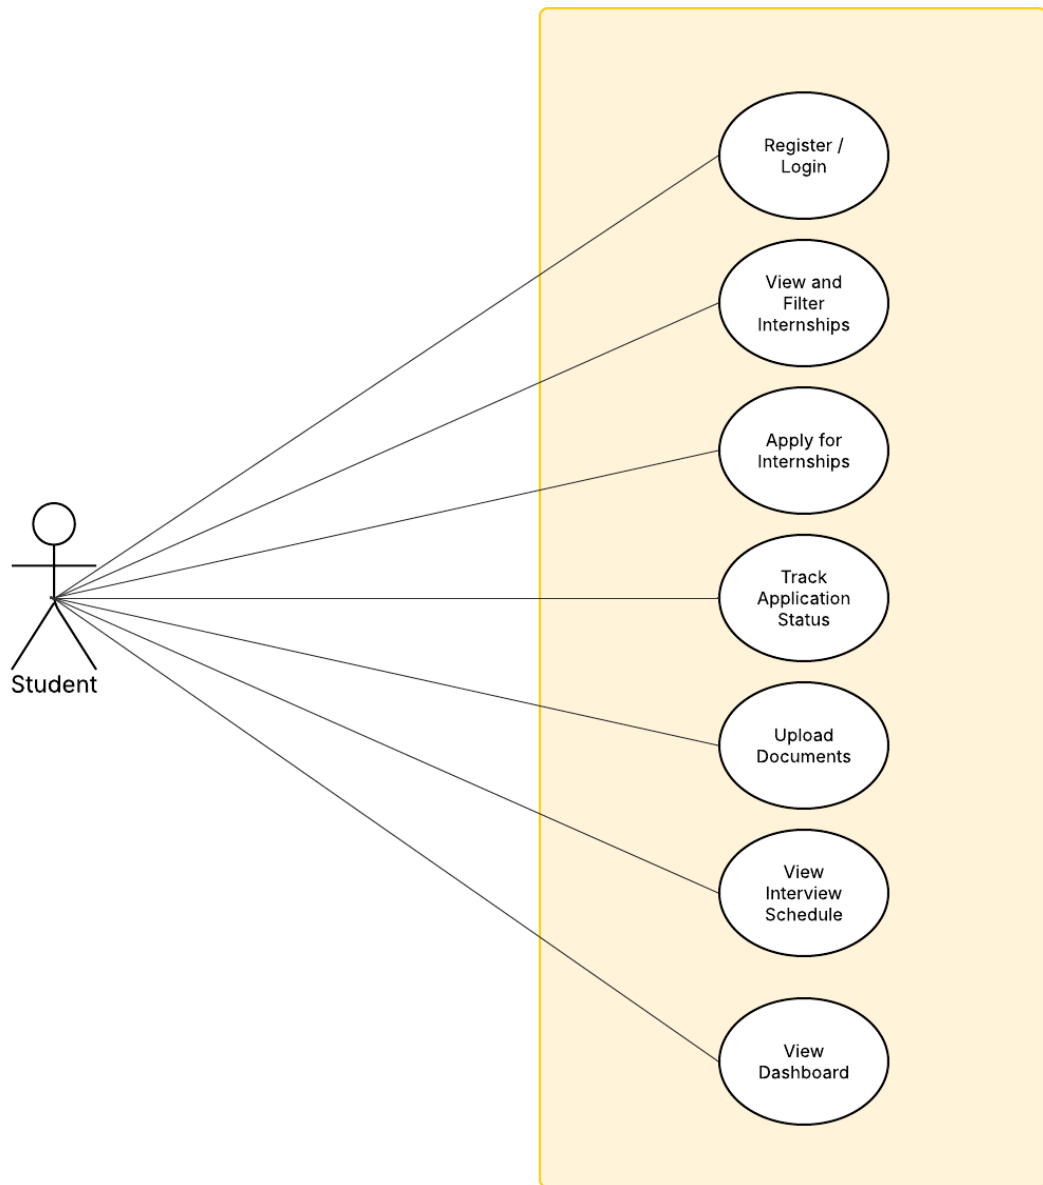 Register /
Login
View and
Filter
Internships
Apply for
Internships
Track
Application
Status
Student
Upload
Documents
View
Interview
Schedule
View
Dashboard